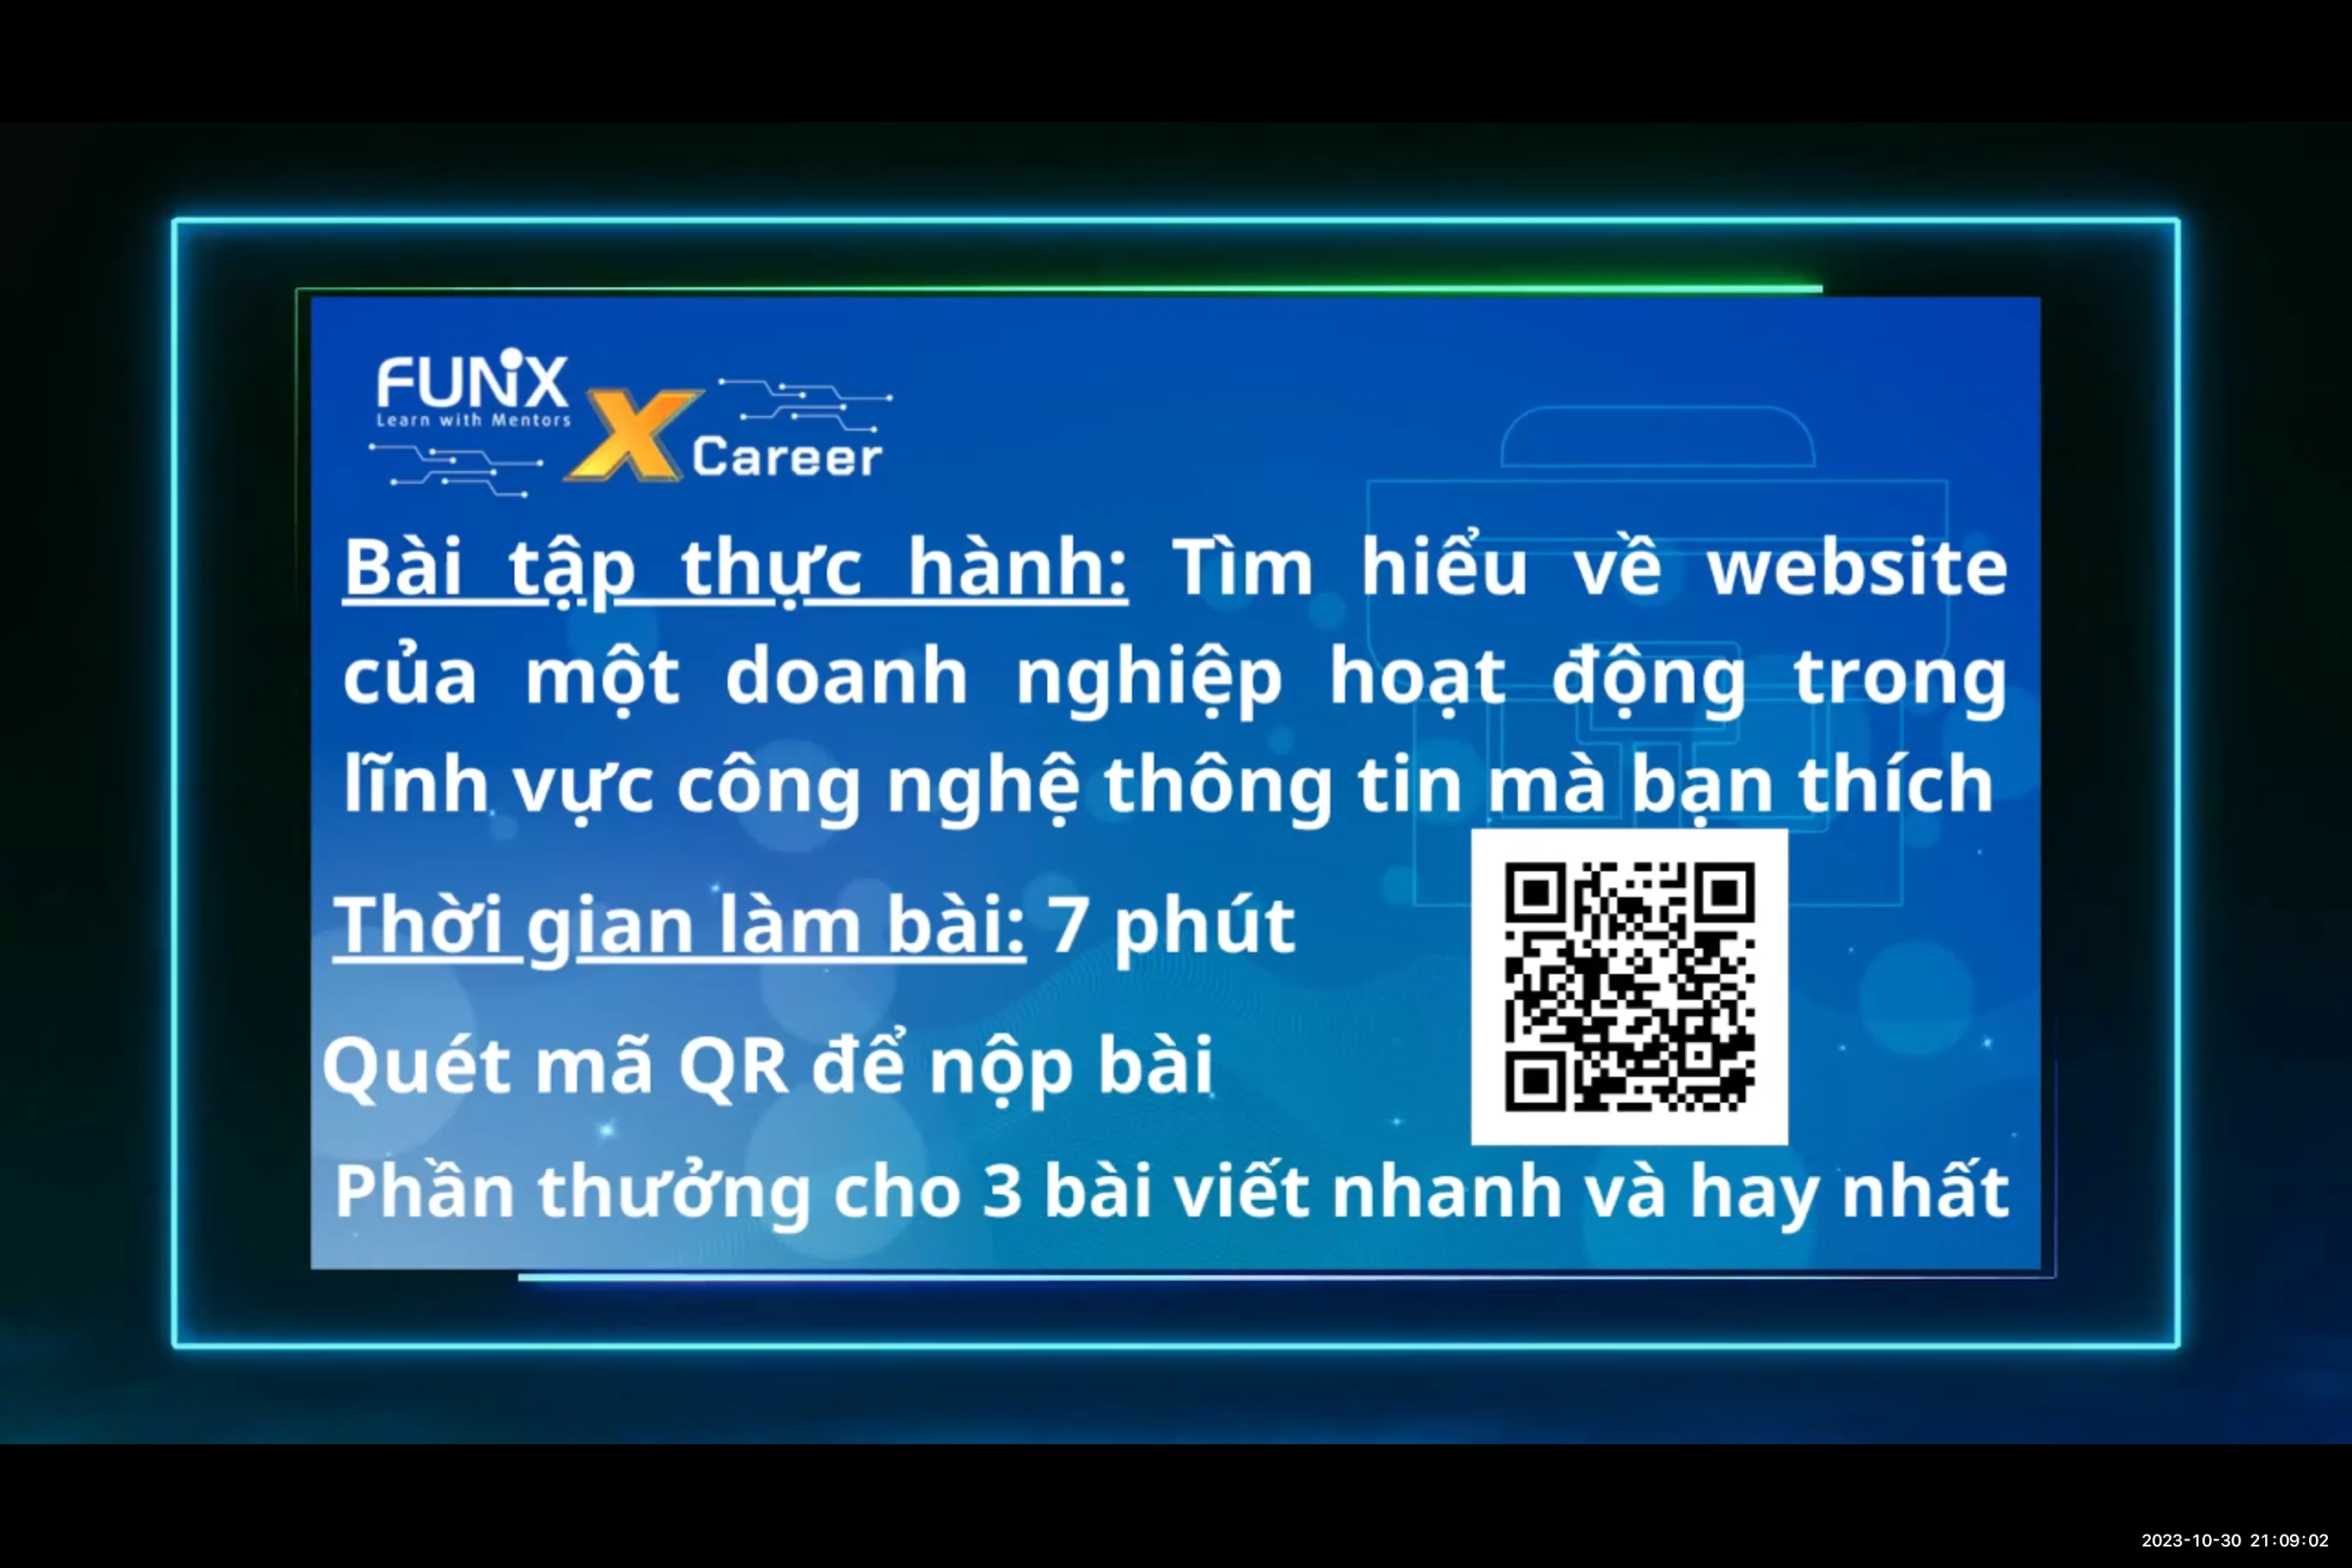 FUNiX
Learn with Mentors
X Career
Bài tập thực hành: Tìm hiểu về website
của một doanh nghiệp hoạt động trong
lĩnh vực công nghệ thông tin mà bạn thích
Thời gian làm bài: 7 phút
Quét mã QR để nộp bài
Phần thưởng cho 3 bài viết nhanh và hay nhất
2023-10-30 21:09:02